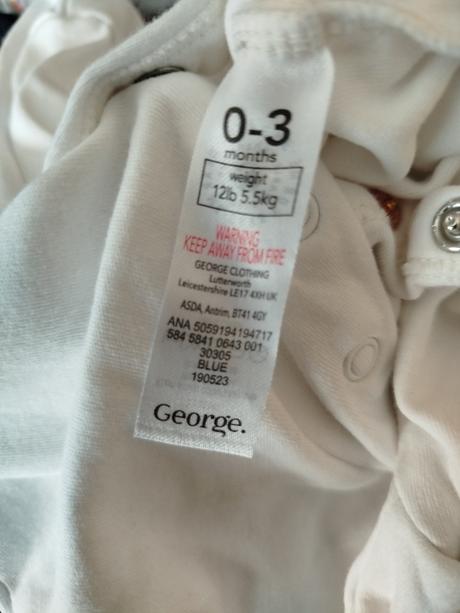 0-3
months
weight
12lb 5.5kg
WARNING
KEEP AWAY FROM FIRE
GEORGE CLOTHING
Lutterworth
Leicestershire LE17 4XH UK
ASDA, Antrim, BT41 4GY
ANA 5059194194717
584 5841 0643 001
30305
BLUE
190523
George.